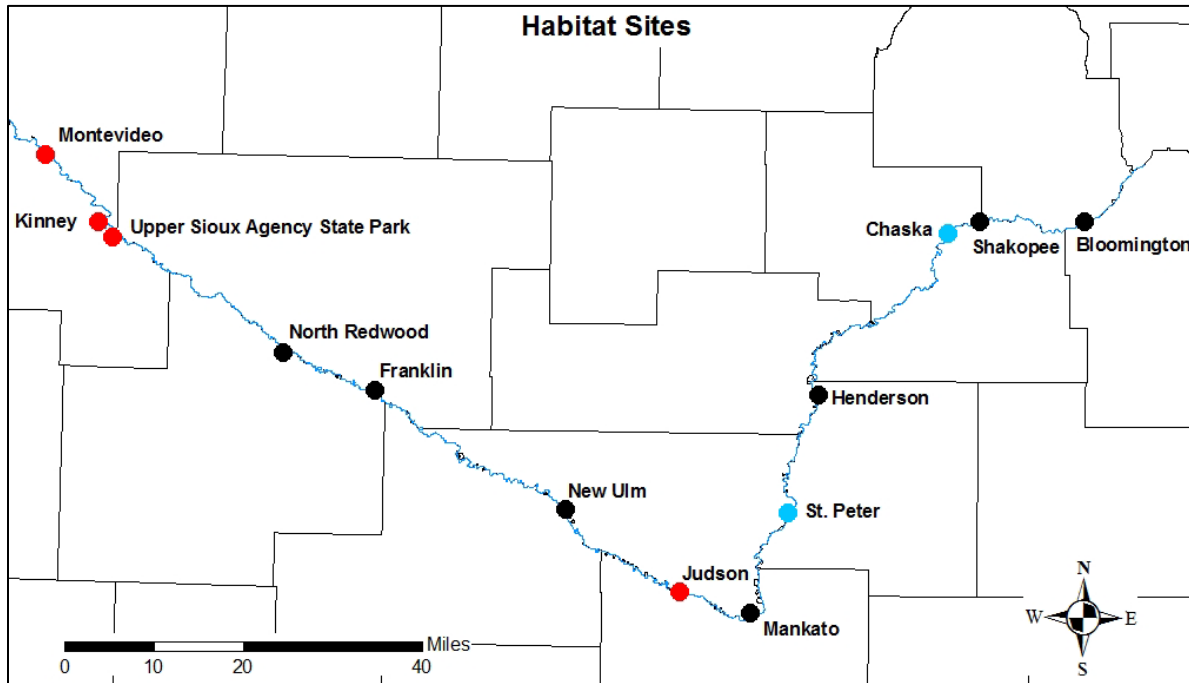 Habitat Sites
Montevideo
Kinney
Upper Sioux Agency State Park
Chaska
Shakopee
Bloomington
North Redwood
Franklin
Henderson
New Ulm
St. Peter
Judson
Mankato
N
W
E
S
Miles
0 10 20 40